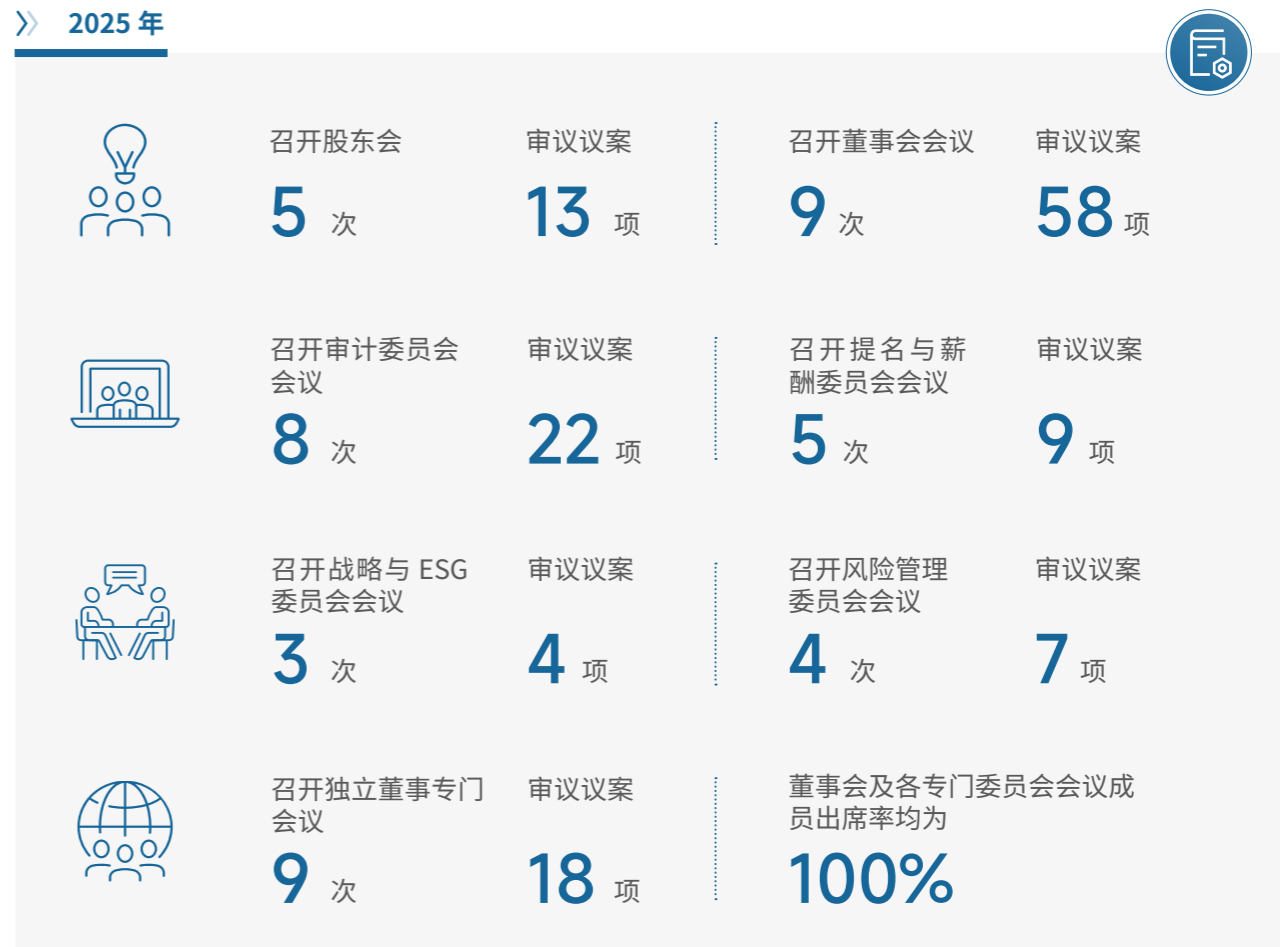 2025 年
召开股东会
5 次
审议议案
13 项
召开董事会会议
9 次
审议议案
58 项
召开审计委员会
会议
8 次
审议议案
22 项
召开提名与薪
酬委员会会议
5 次
审议议案
9 项
召开战略与 ESG
委员会会议
3 次
审议议案
4 项
召开风险管理
委员会会议
4 次
审议议案
7 项
召开独立董事专门
会议
9 次
审议议案
18 项
董事会及各专门委员会会议成
员出席率均为
100%